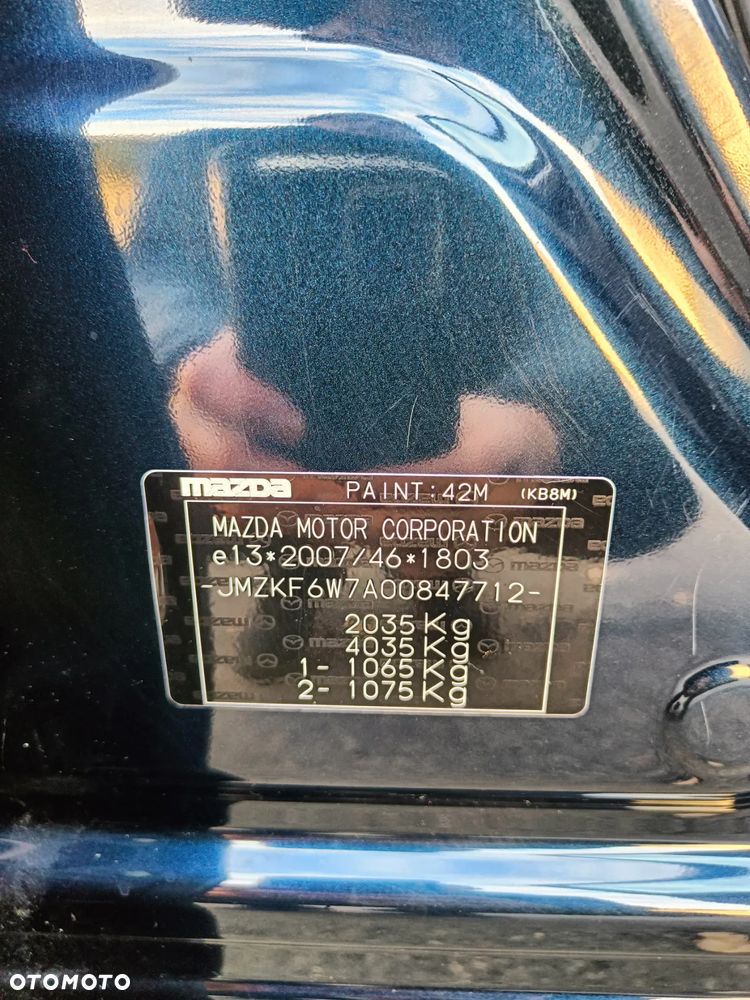 mazda PAINT:42M (KB8M)
MAZDA MOTOR CORPORATION
e13*2007/46*1803
-JMZKF6W7A00847712-
2035 Kg
4035 Kg
1- 1065 Kg
2- 1075 Kg
OTOMOTO